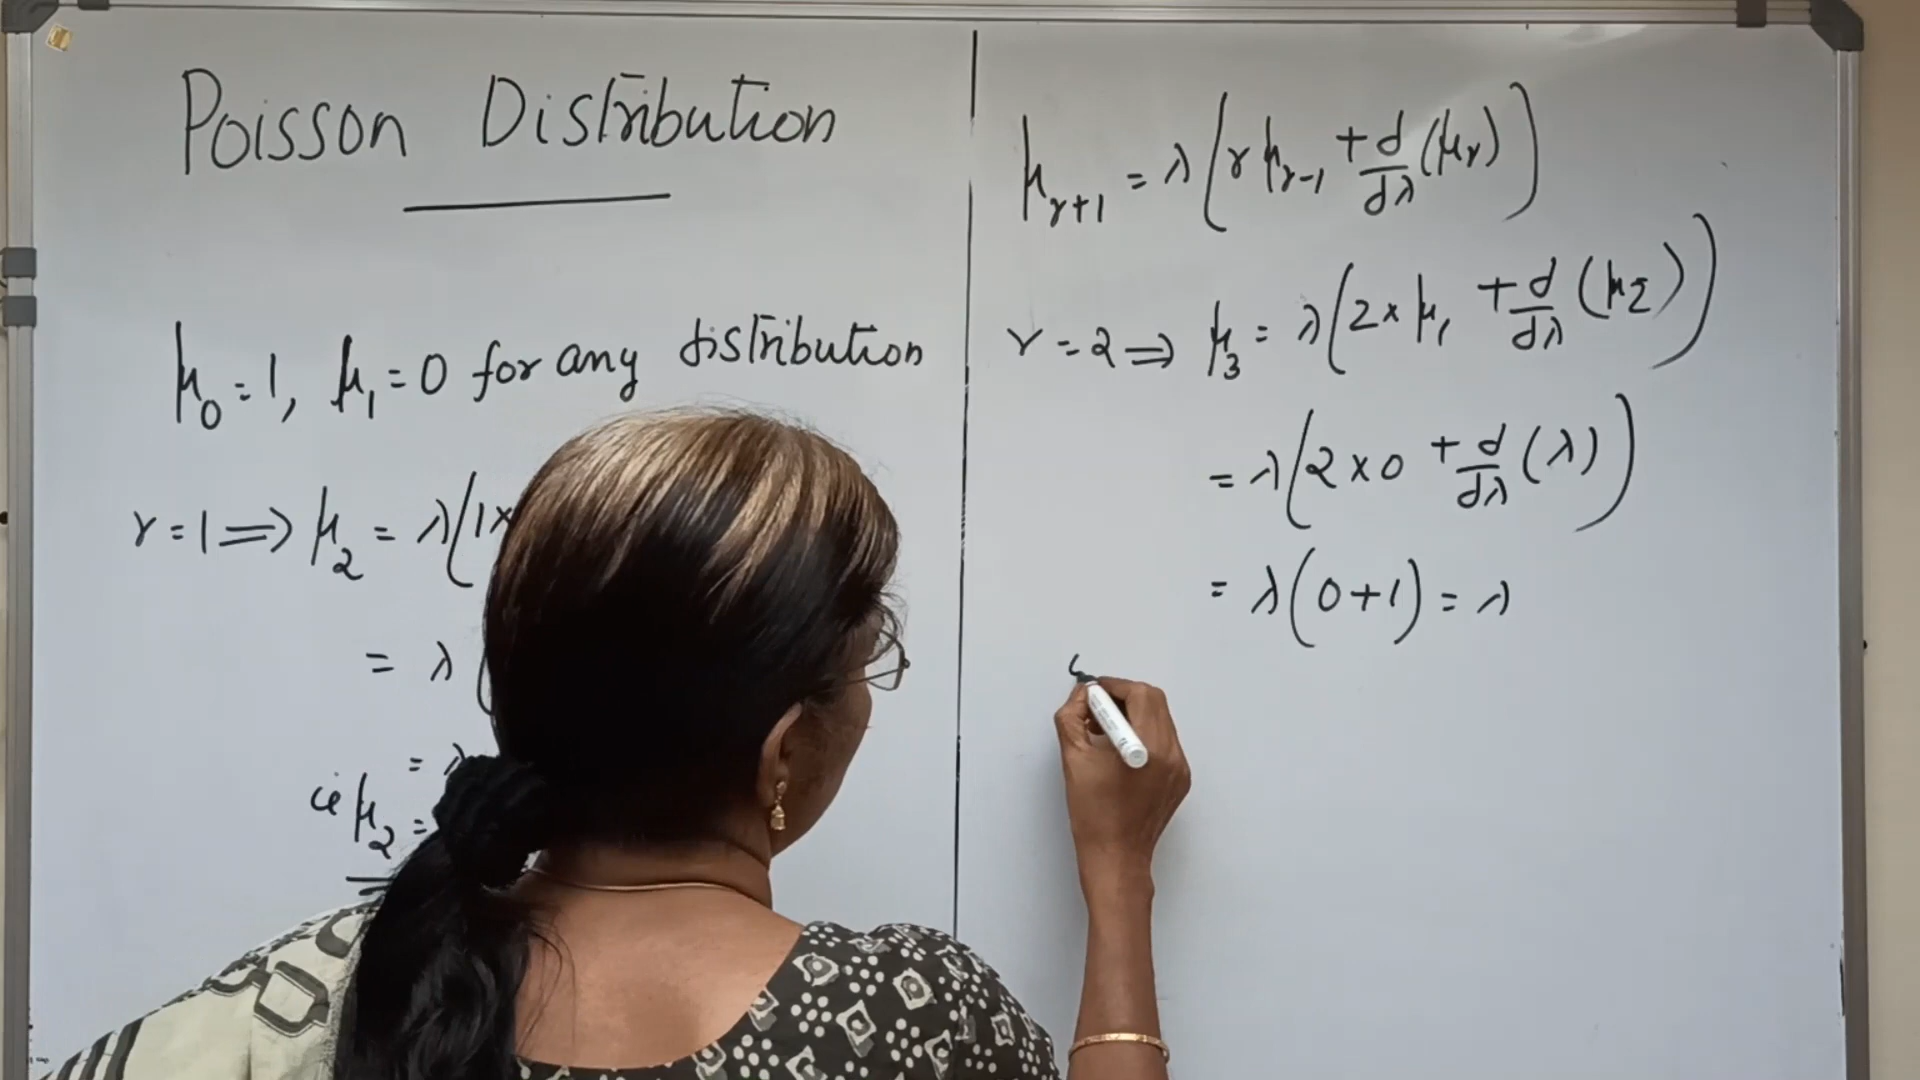 Poisson Distribution
μ₀ = 1, μ₁ = 0 for any distribution
r = 1 ⟹ μ₂ = λ(1×
= λ (
= λ
ie μ₂ =
μᵣ₊₁ = λ(r μᵣ₋₁ + d/dλ (μᵣ))
r = 2 ⟹ μ₃ = λ(2 × μ₁ + d/dλ (μ₂))
= λ(2 × 0 + d/dλ (λ))
= λ(0+1) = λ